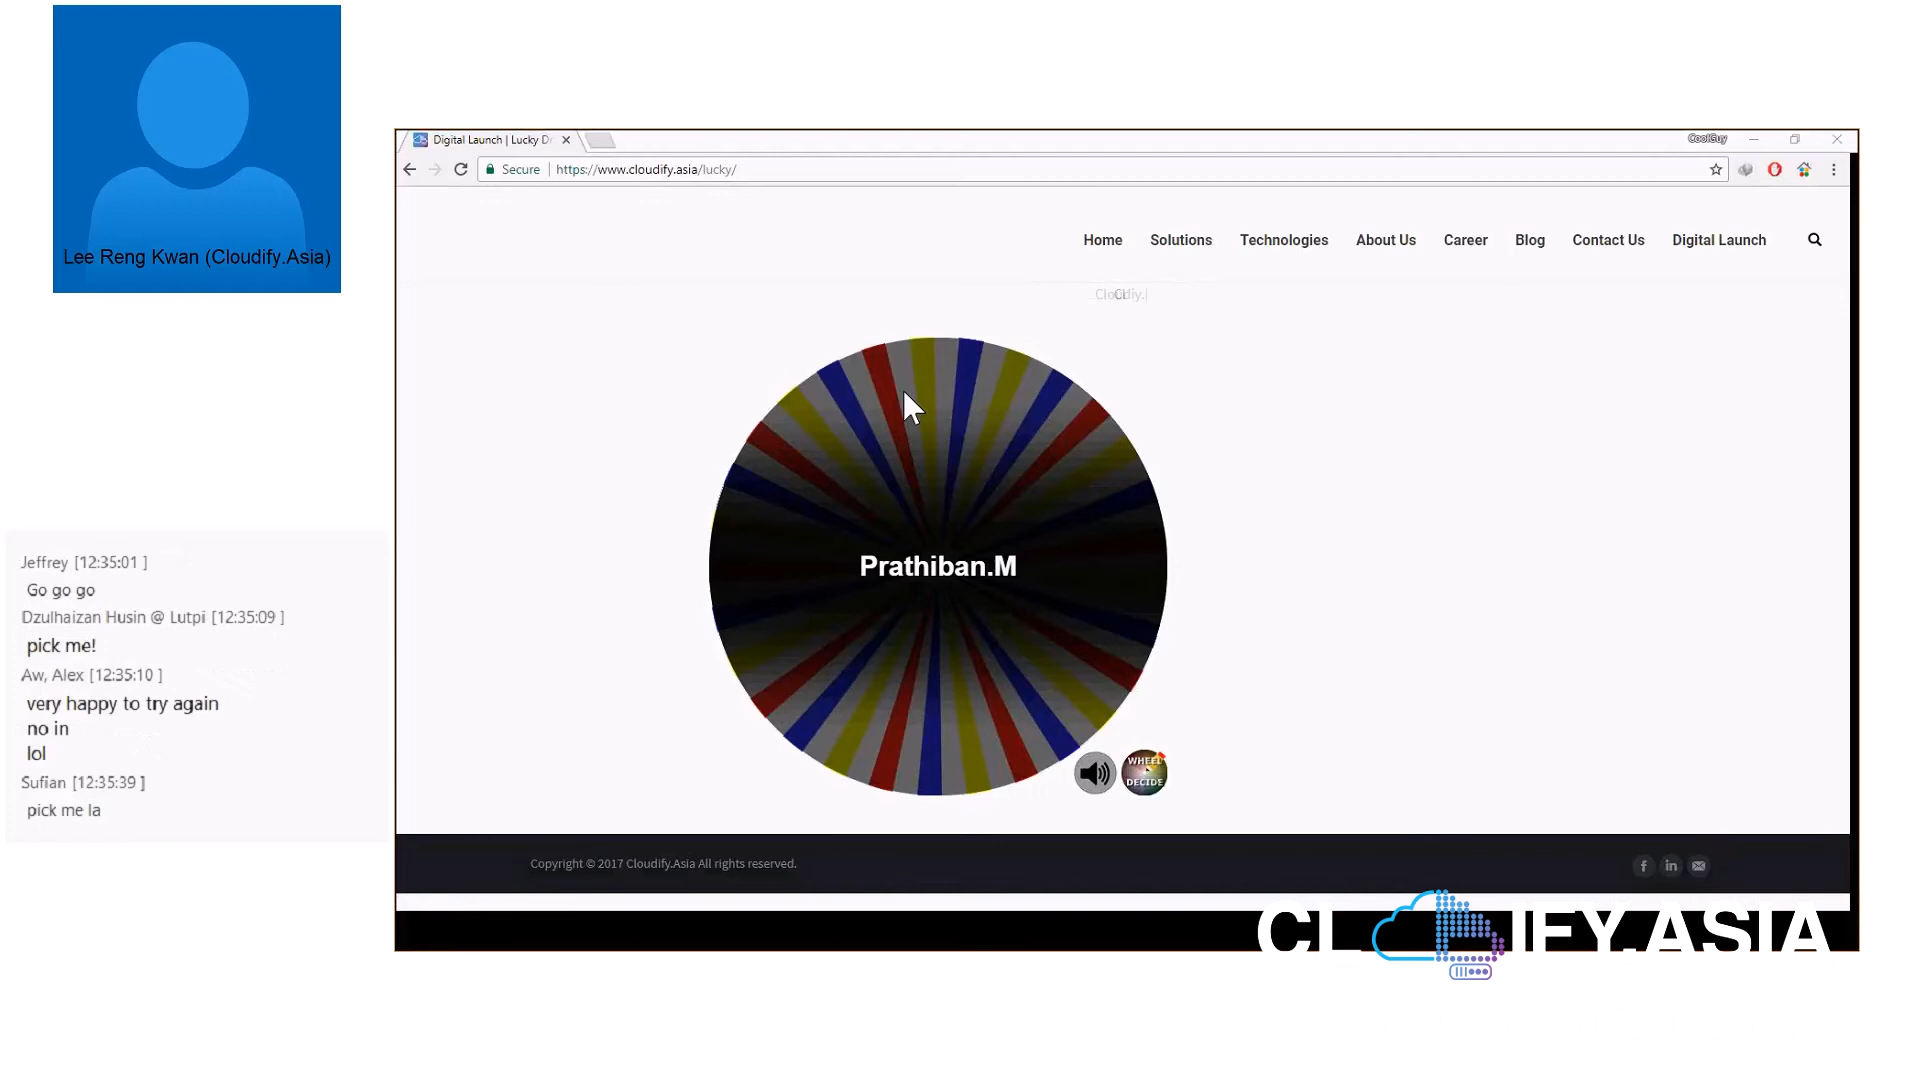 Lee Reng Kwan (Cloudify.Asia)
Digital Launch | Lucky D
CoolGuy
Secure
https://www.cloudify.asia/lucky/
Home Solutions Technologies About Us Career Blog Contact Us Digital Launch
Prathiban.M
WHEEL
DECIDE
Jeffrey [12:35:01 ]
Go go go
Dzulhaizan Husin @ Lutpi [12:35:09 ]
pick me!
Aw, Alex [12:35:10 ]
very happy to try again
no in
lol
Sufian [12:35:39 ]
pick me la
Copyright © 2017 Cloudify.Asia All rights reserved.
CLOUDIFY.ASIA